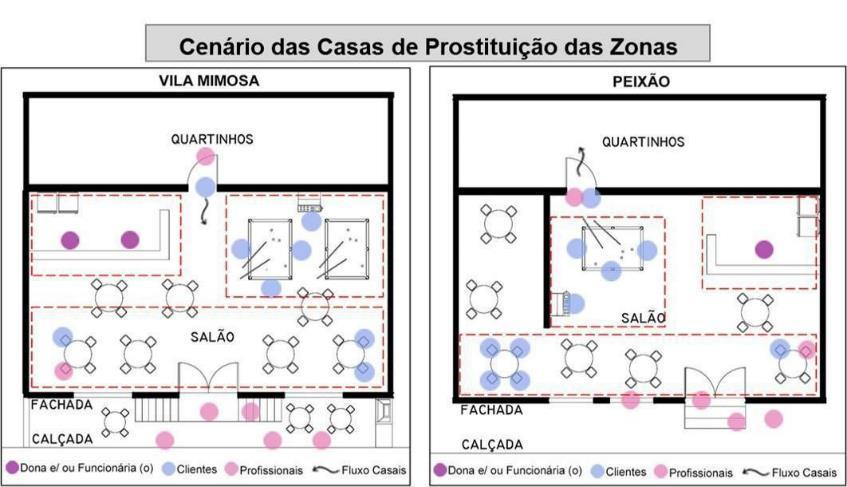 Cenário das Casas de Prostituição das Zonas
VILA MIMOSA
QUARTINHOS
SALÃO
FACHADA
CALÇADA
Dona e/ ou Funcionária (o) Clientes Profissionais Fluxo Casais
PEIXÃO
QUARTINHOS
SALÃO
FACHADA
CALÇADA
Dona e/ ou Funcionária (o) Clientes Profissionais Fluxo Casais